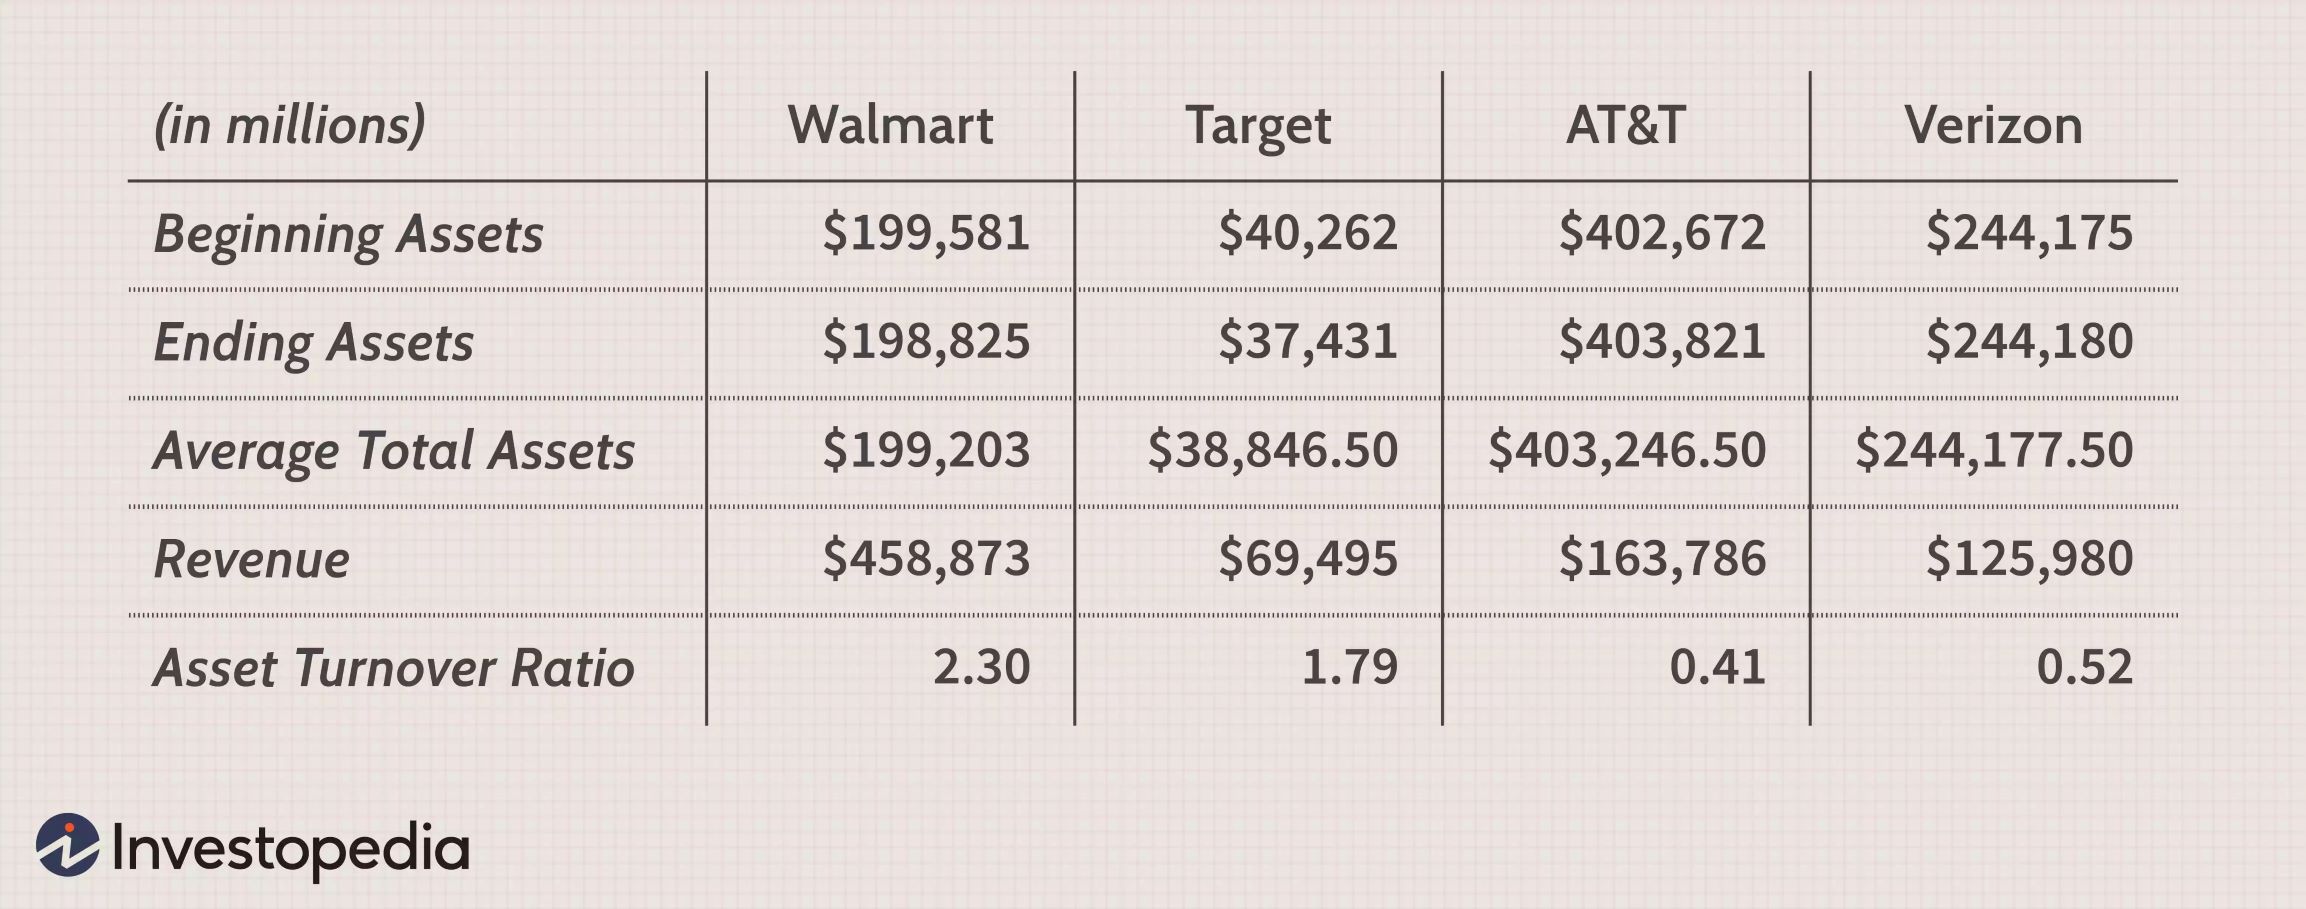 (in millions) Walmart Target AT&T Verizon
Beginning Assets $199,581 $40,262 $402,672 $244,175
Ending Assets $198,825 $37,431 $403,821 $244,180
Average Total Assets $199,203 $38,846.50 $403,246.50 $244,177.50
Revenue $458,873 $69,495 $163,786 $125,980
Asset Turnover Ratio 2.30 1.79 0.41 0.52
Investopedia